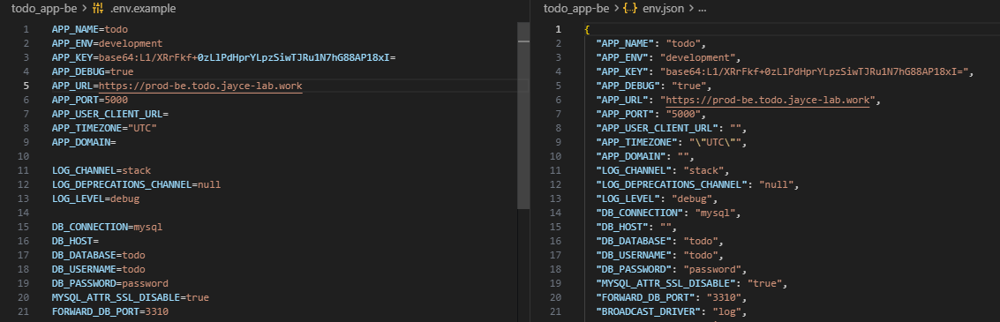 todo_app-be > .env.example
1 APP_NAME=todo
2 APP_ENV=development
3 APP_KEY=base64:L1/XRrFkf+0zLlPdHprYLpzSiwTJRu1N7hG88AP18xI=
4 APP_DEBUG=true
5 APP_URL=https://prod-be.todo.jayce-lab.work
6 APP_PORT=5000
7 APP_USER_CLIENT_URL=
8 APP_TIMEZONE="UTC"
9 APP_DOMAIN=
10
11 LOG_CHANNEL=stack
12 LOG_DEPRECATIONS_CHANNEL=null
13 LOG_LEVEL=debug
14
15 DB_CONNECTION=mysql
16 DB_HOST=
17 DB_DATABASE=todo
18 DB_USERNAME=todo
19 DB_PASSWORD=password
20 MYSQL_ATTR_SSL_DISABLE=true
21 FORWARD_DB_PORT=3310
todo_app-be > {..} env.json > ...
1 {
2 "APP_NAME": "todo",
3 "APP_ENV": "development",
4 "APP_KEY": "base64:L1/XRrFkf+0zLlPdHprYLpzSiwTJRu1N7hG88AP18xI=",
5 "APP_DEBUG": "true",
6 "APP_URL": "https://prod-be.todo.jayce-lab.work",
7 "APP_PORT": "5000",
8 "APP_USER_CLIENT_URL": "",
9 "APP_TIMEZONE": "\"UTC\"",
10 "APP_DOMAIN": "",
11 "LOG_CHANNEL": "stack",
12 "LOG_DEPRECATIONS_CHANNEL": "null",
13 "LOG_LEVEL": "debug",
14 "DB_CONNECTION": "mysql",
15 "DB_HOST": "",
16 "DB_DATABASE": "todo",
17 "DB_USERNAME": "todo",
18 "DB_PASSWORD": "password",
19 "MYSQL_ATTR_SSL_DISABLE": "true",
20 "FORWARD_DB_PORT": "3310",
21 "BROADCAST_DRIVER": "log",